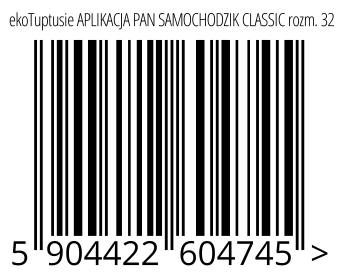 ekoTuptusie APLIKACJA PAN SAMOCHODZIK CLASSIC rozm. 32
5 904422 604745 >